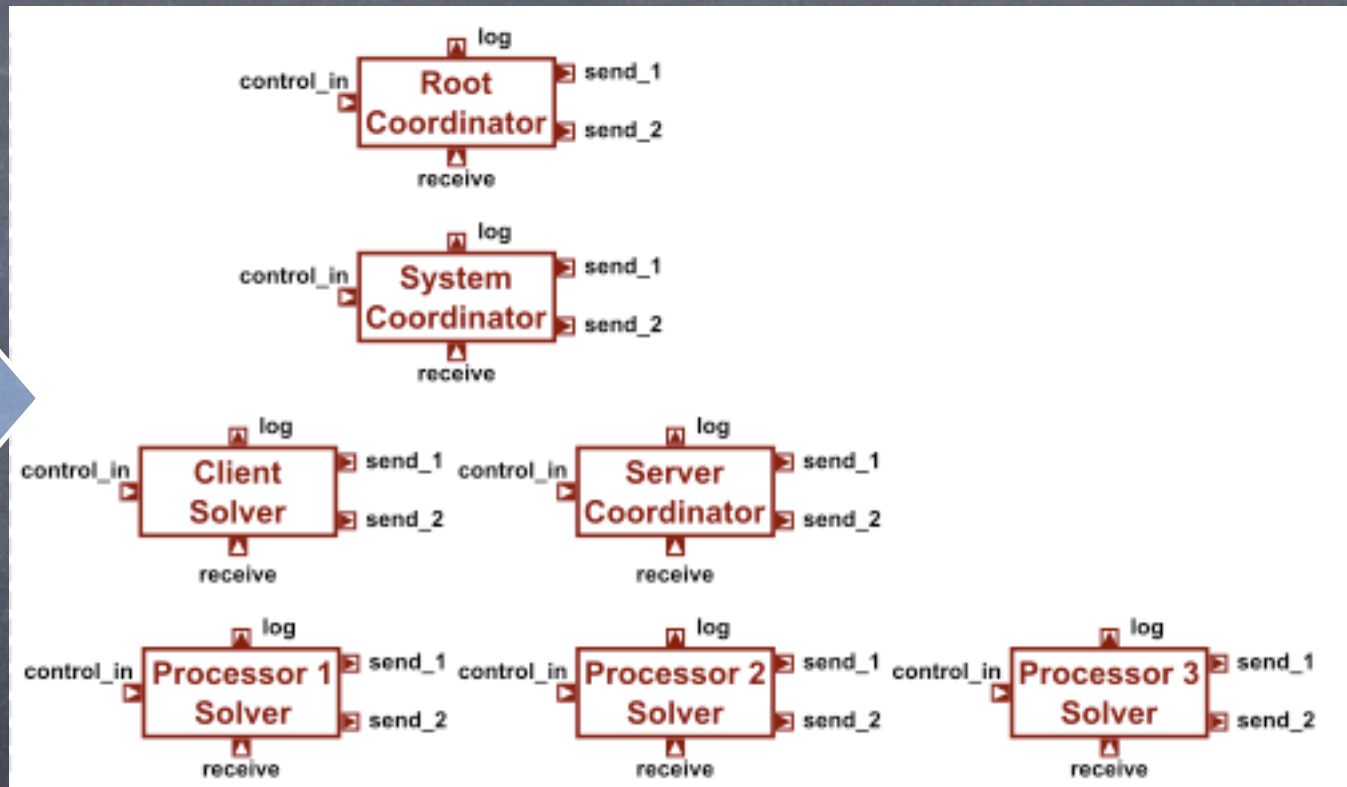 log
control_in
Root
Coordinator
send_1
send_2
receive
log
control_in
System
Coordinator
send_1
send_2
receive
log
control_in
Client
Solver
send_1
send_2
receive
log
control_in
Server
Coordinator
send_1
send_2
receive
log
control_in
Processor 1
Solver
send_1
send_2
receive
log
control_in
Processor 2
Solver
send_1
send_2
receive
log
control_in
Processor 3
Solver
send_1
send_2
receive